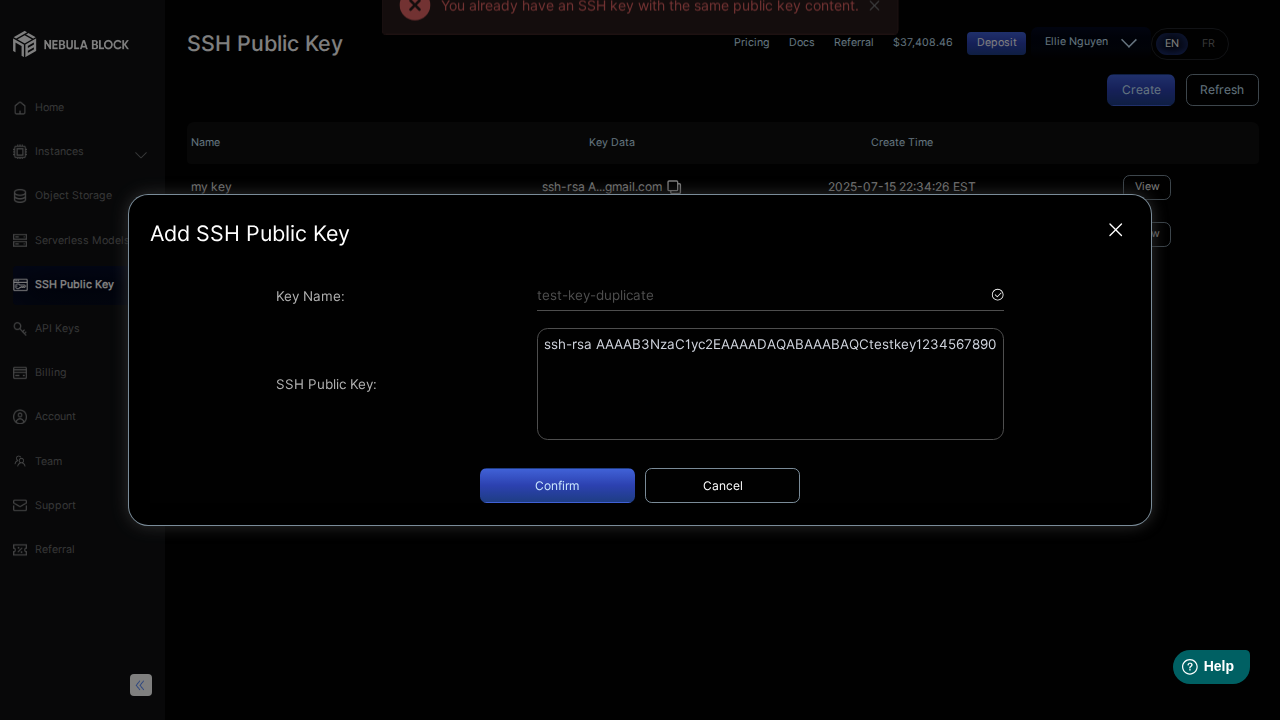 You already have an SSH key with the same public key content.
NEBULA BLOCK
SSH Public Key
Pricing
Docs
Referral
$37,408.46
Deposit
Ellie Nguyen
EN
FR
Create
Refresh
Home
Instances
Object Storage
Serverless Models
SSH Public Key
API Keys
Billing
Account
Team
Support
Referral
Name
Key Data
Create Time
my key
ssh-rsa A...gmail.com
2025-07-15 22:34:26 EST
View
Add SSH Public Key
Key Name:
test-key-duplicate
SSH Public Key:
ssh-rsa AAAAB3NzaC1yc2EAAAADAQABAAABAQCtestkey1234567890
Confirm
Cancel
Help